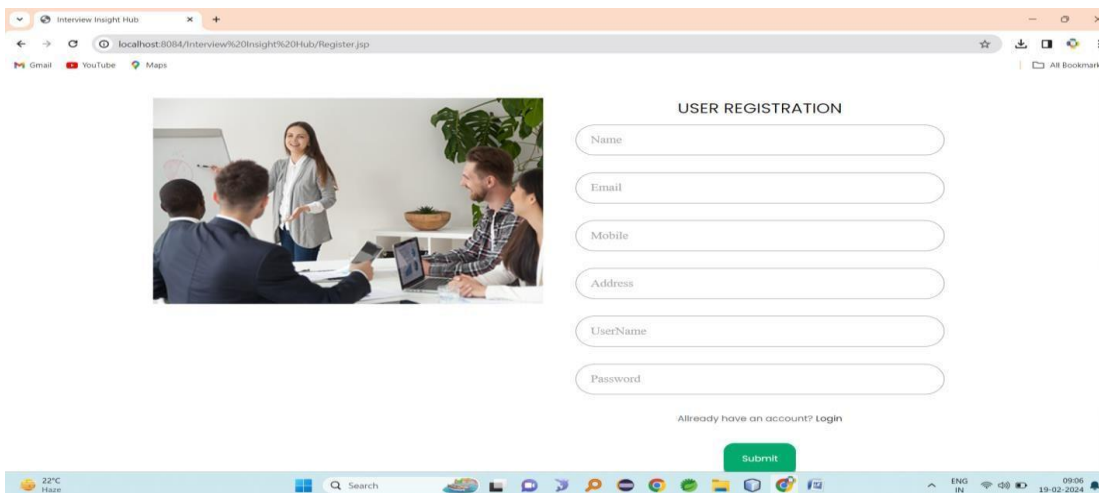 Interview Insight Hub
localhost:8084/Interview%20Insight%20Hub/Register.jsp
Gmail YouTube Maps
All Bookmark
USER REGISTRATION
Name
Email
Mobile
Address
UserName
Password
Allready have an account? Login
Submit
22°C
Haze
Search
ENG
IN
09:06
19-02-2024